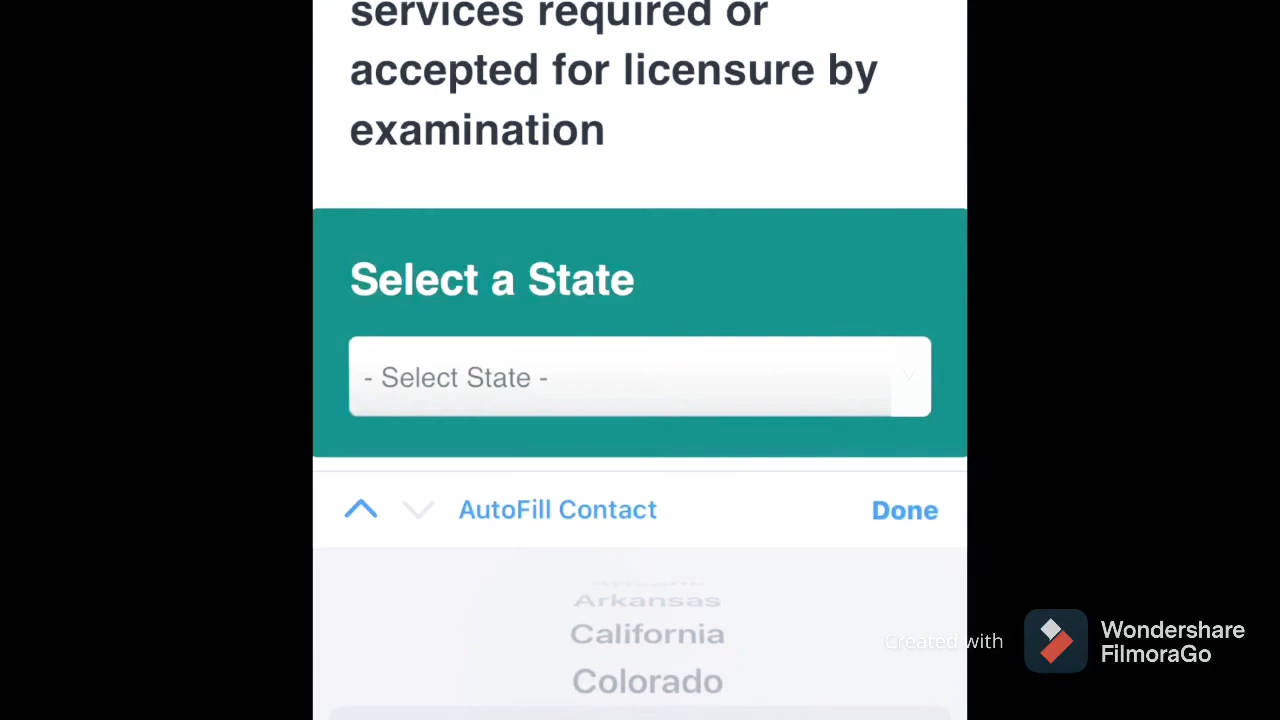 services required or
accepted for licensure by
examination
Select a State
- Select State -
AutoFill Contact
Done
Arkansas
California
Colorado
Created with
Wondershare
FilmoraGo